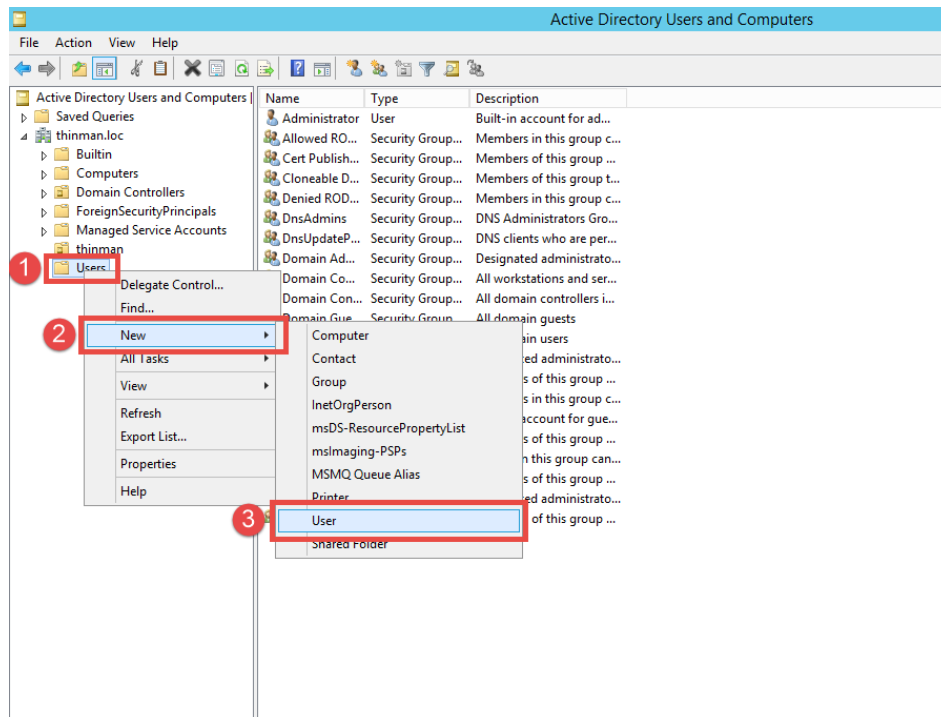 Active Directory Users and Computers
File Action View Help
Active Directory Users and Computers [
Saved Queries
thinman.loc
Builtin
Computers
Domain Controllers
ForeignSecurityPrincipals
Managed Service Accounts
thinman
Users
Name Type Description
Administrator User Built-in account for ad...
Allowed RO... Security Group... Members in this group c...
Cert Publish... Security Group... Members of this group ...
Cloneable D... Security Group... Members of this group t...
Denied ROD... Security Group... Members in this group c...
DnsAdmins Security Group... DNS Administrators Gro...
DnsUpdateP... Security Group... DNS clients who are per...
Domain Ad... Security Group... Designated administrato...
Domain Co... Security Group... All workstations and ser...
Domain Con... Security Group... All domain controllers i...
Domain Gue... Security Group... All domain guests
ain users
ed administrato...
s of this group ...
s in this group c...
account for gue...
s of this group ...
n this group can...
s of this group ...
ed administrato...
of this group ...
1
2
3
Delegate Control...
Find...
New
All Tasks
View
Refresh
Export List...
Properties
Help
Computer
Contact
Group
InetOrgPerson
msDS-ResourcePropertyList
msImaging-PSPs
MSMQ Queue Alias
Printer
User
Shared Folder